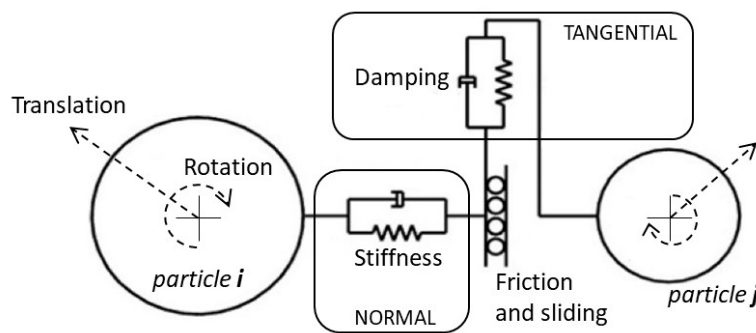 TANGENTIAL
Damping
Translation
Rotation
Stiffness
particle i
NORMAL
Friction
and sliding
particle j